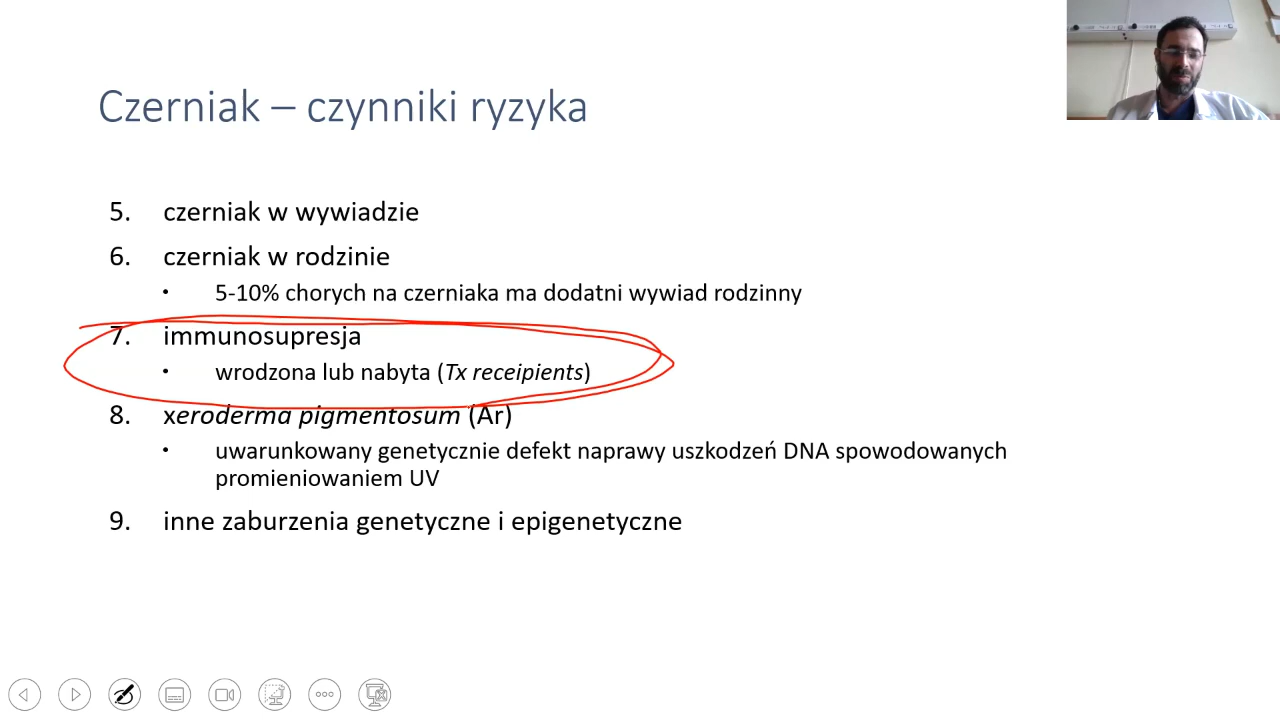 Czerniak – czynniki ryzyka
5. czerniak w wywiadzie
6. czerniak w rodzinie
• 5-10% chorych na czerniaka ma dodatni wywiad rodzinny
7. immunosupresja
• wrodzona lub nabyta (Tx receipients)
8. xeroderma pigmentosum (Ar)
• uwarunkowany genetycznie defekt naprawy uszkodzeń DNA spowodowanych
promieniowaniem UV
9. inne zaburzenia genetyczne i epigenetyczne